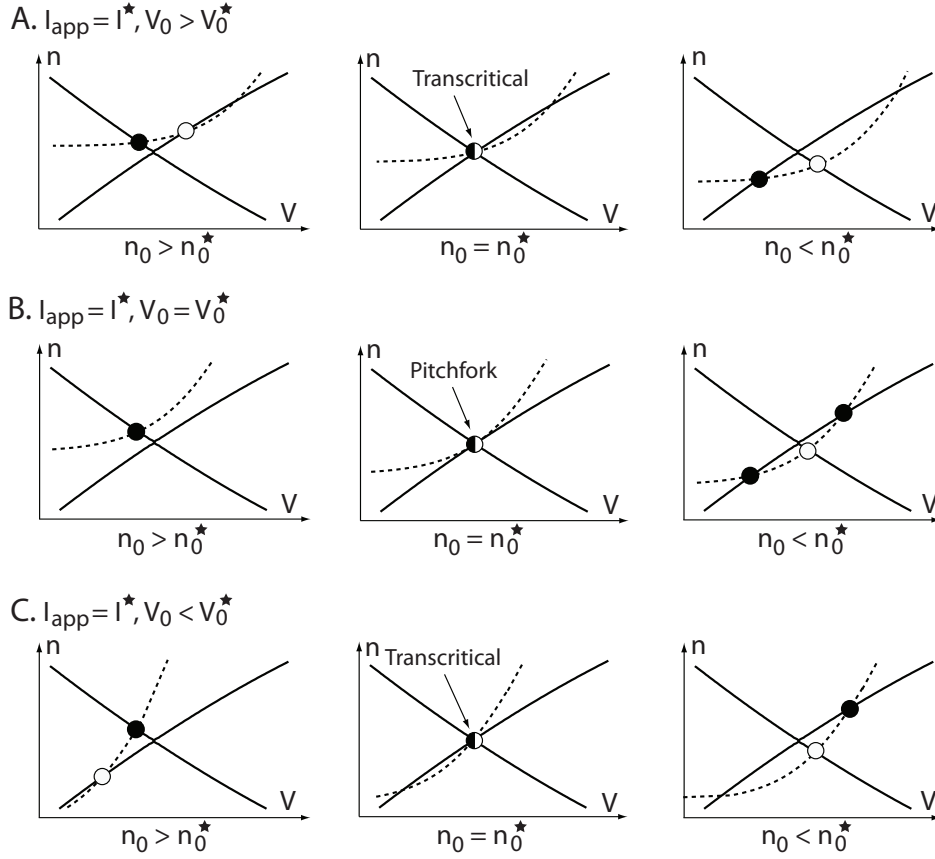 A. I_app = I★, V_0 > V_0★
n
V
n_0 > n_0★
n
Transcritical
V
n_0 = n_0★
n
V
n_0 < n_0★
B. I_app = I★, V_0 = V_0★
n
V
n_0 > n_0★
n
Pitchfork
V
n_0 = n_0★
n
V
n_0 < n_0★
C. I_app = I★, V_0 < V_0★
n
V
n_0 > n_0★
n
Transcritical
V
n_0 = n_0★
n
V
n_0 < n_0★